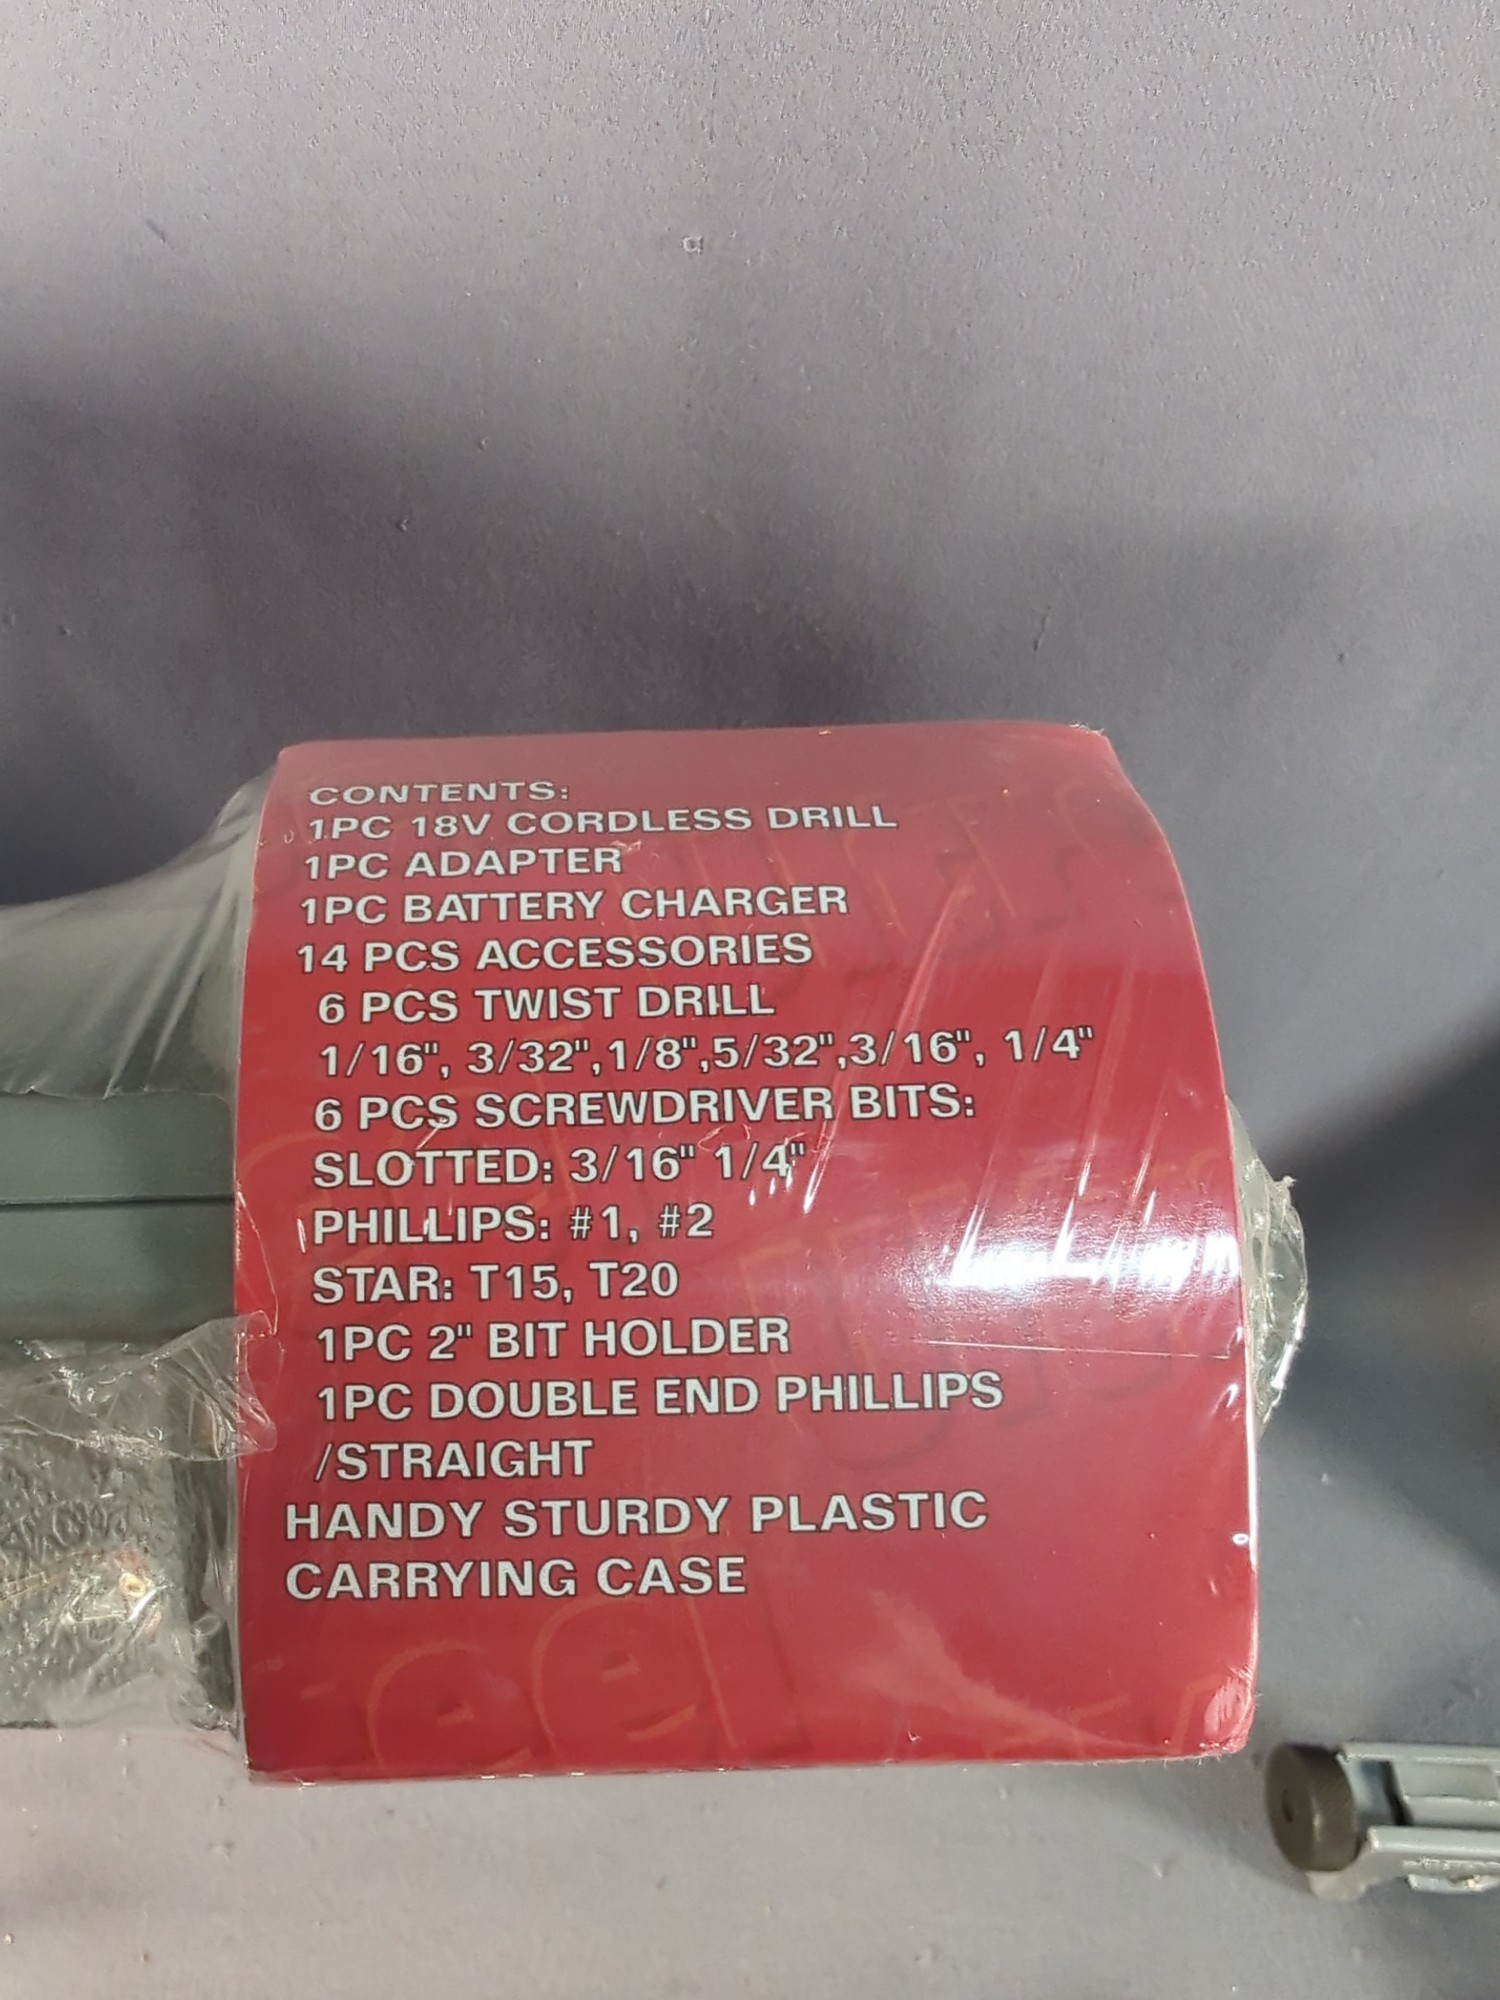 CONTENTS:
1PC 18V CORDLESS DRILL
1PC ADAPTER
1PC BATTERY CHARGER
14 PCS ACCESSORIES
6 PCS TWIST DRILL
1/16", 3/32",1/8",5/32",3/16", 1/4"
6 PCS SCREWDRIVER BITS:
SLOTTED: 3/16" 1/4"
PHILLIPS: #1, #2
STAR: T15, T20
1PC 2" BIT HOLDER
1PC DOUBLE END PHILLIPS
/STRAIGHT
HANDY STURDY PLASTIC
CARRYING CASE